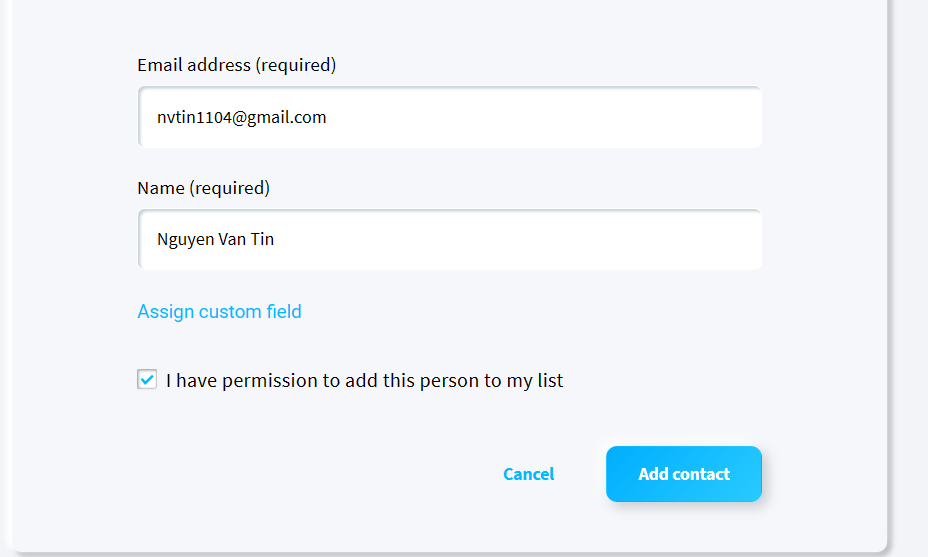 Email address (required)
nvtin1104@gmail.com
Name (required)
Nguyen Van Tin
Assign custom field
I have permission to add this person to my list
Cancel
Add contact